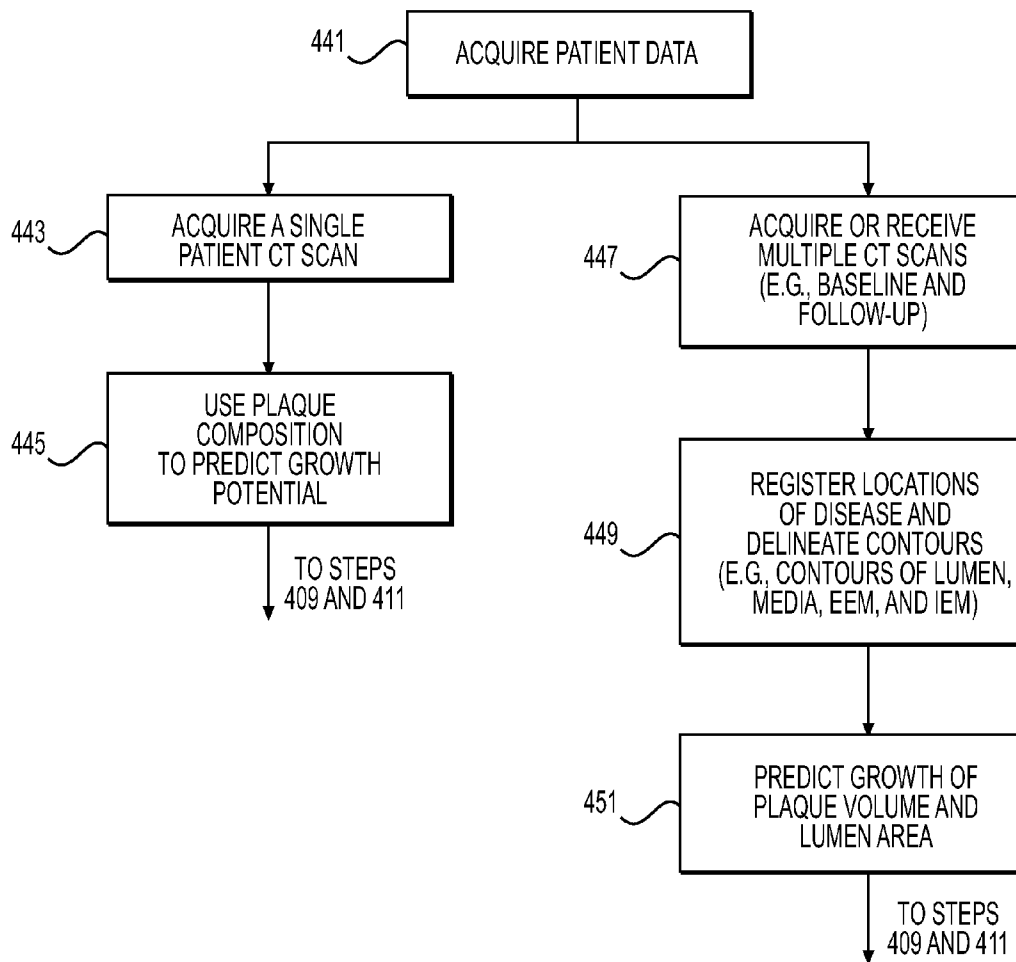 441
ACQUIRE PATIENT DATA
443
ACQUIRE A SINGLE
PATIENT CT SCAN
445
USE PLAQUE
COMPOSITION
TO PREDICT GROWTH
POTENTIAL
TO STEPS
409 AND 411
447
ACQUIRE OR RECEIVE
MULTIPLE CT SCANS
(E.G., BASELINE AND
FOLLOW-UP)
449
REGISTER LOCATIONS
OF DISEASE AND
DELINEATE CONTOURS
(E.G., CONTOURS OF LUMEN,
MEDIA, EEM, AND IEM)
451
PREDICT GROWTH OF
PLAQUE VOLUME AND
LUMEN AREA
TO STEPS
409 AND 411